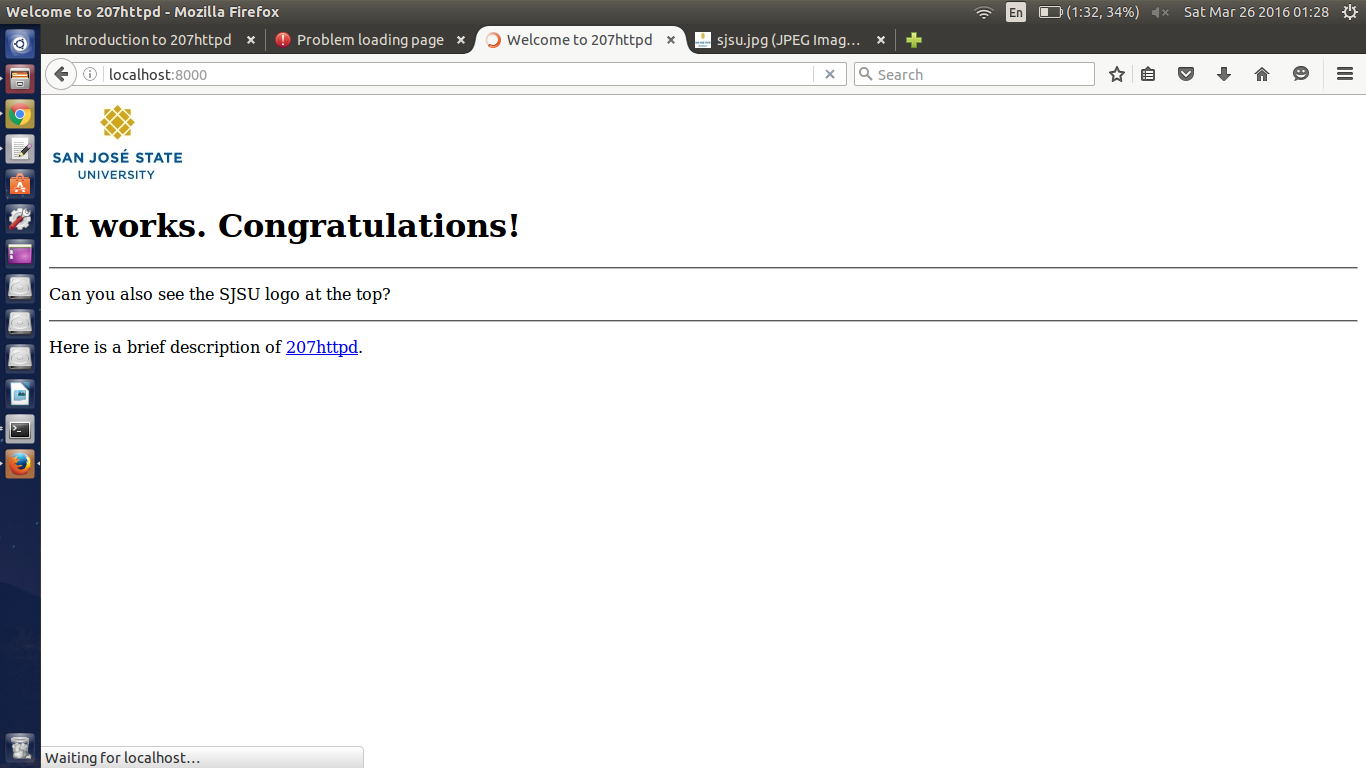 Welcome to 207httpd - Mozilla Firefox
En
(1:32, 34%)
Sat Mar 26 2016 01:28
Introduction to 207httpd
Problem loading page
Welcome to 207httpd
sjsu.jpg (JPEG Imag...
localhost:8000
Search
SAN JOSÉ STATE
UNIVERSITY
It works. Congratulations!
Can you also see the SJSU logo at the top?
Here is a brief description of 207httpd.
Waiting for localhost...